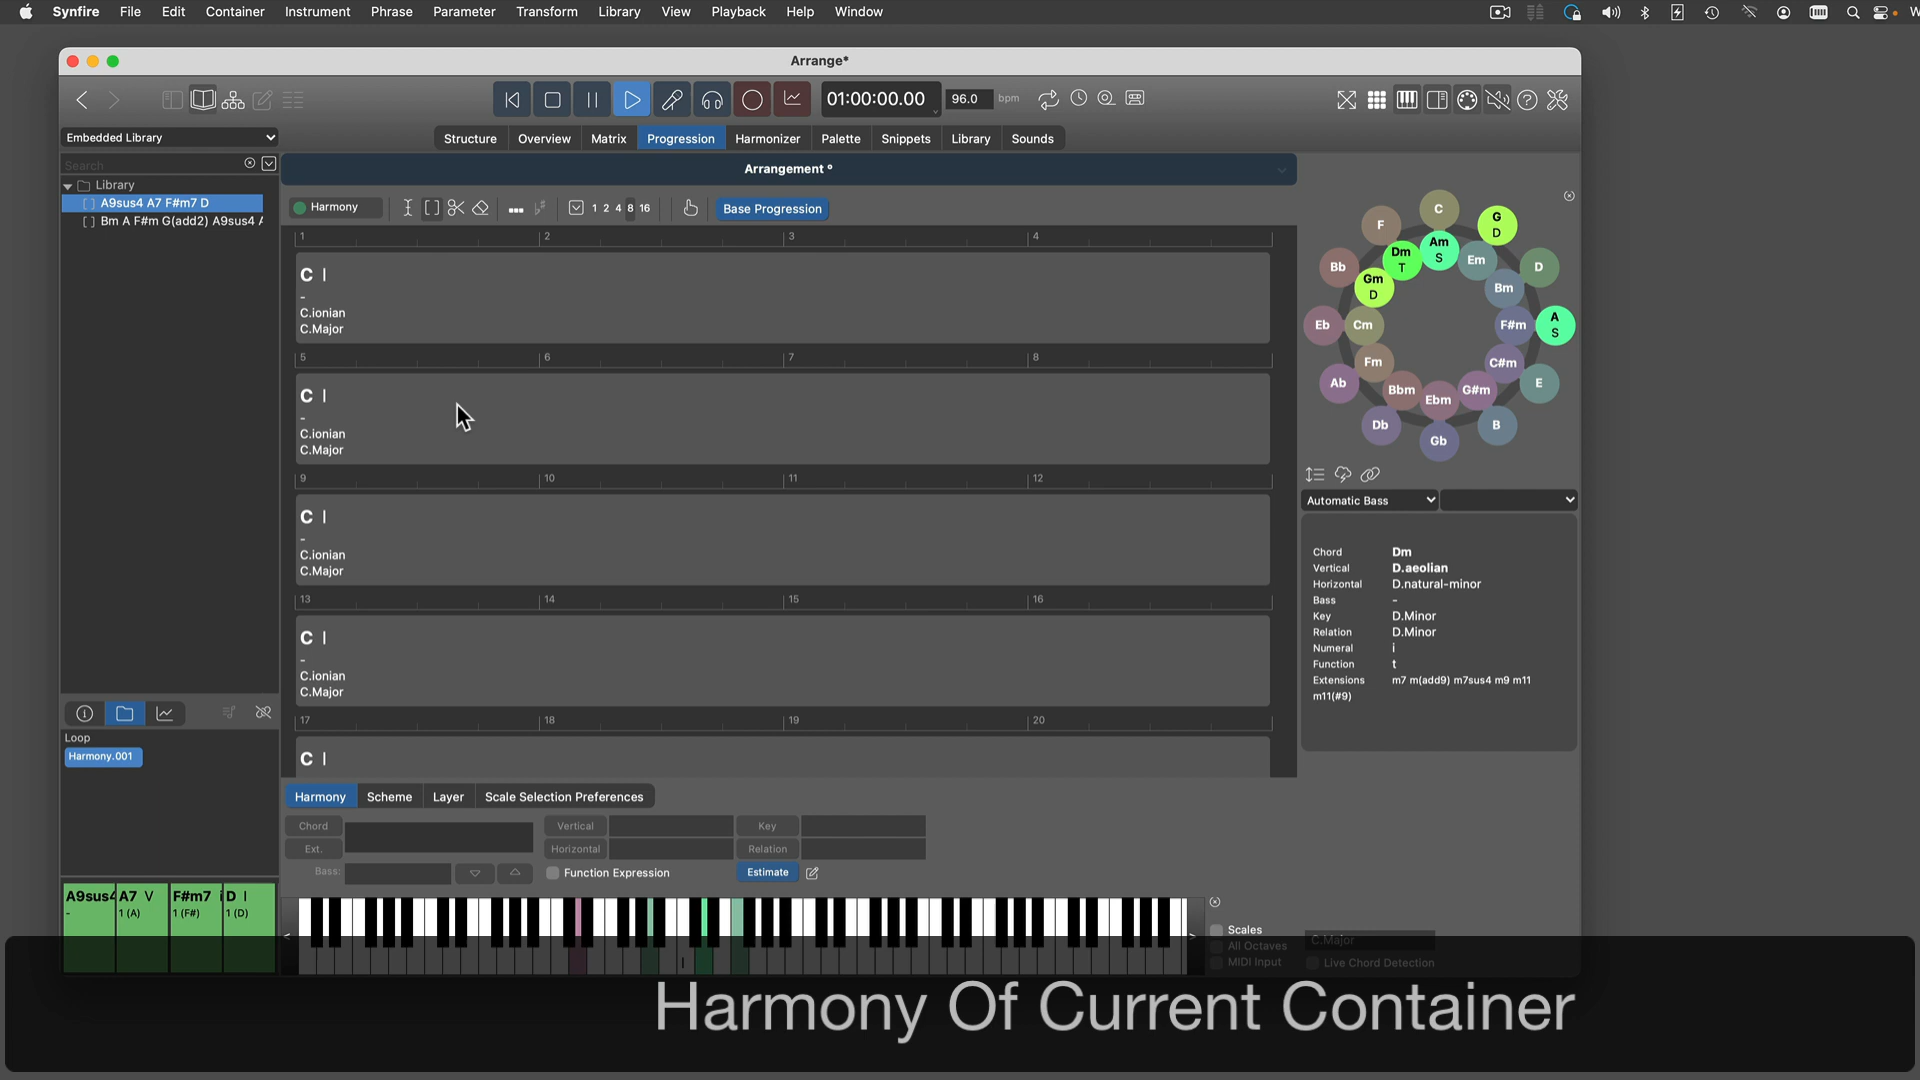 Synfire File Edit Container Instrument Phrase Parameter Transform Library View Playback Help Window
Arrange*
01:00:00.00 96.0 bpm
Embedded Library
Structure Overview Matrix Progression Harmonizer Palette Snippets Library Sounds
Search
Arrangement
Library
A9sus4 A7 F#m7 D
Bm A F#m G(add2) A9sus4
Harmony 1 2 4 8 16 Base Progression
1 2 3 4
C I
-
C.ionian
C.Major
5 6 7 8
C I
-
C.ionian
C.Major
9 10 11 12
C I
-
C.ionian
C.Major
13 14 15 16
C I
-
C.ionian
C.Major
17 18 19 20
C I
C
G D
D
A S
E
B
Gb
Db
Ab
Eb
Bb
F
Am S
Em
Bm
F#m
C#m
G#m
Ebm
Bbm
Fm
Cm
Gm D
Dm T
Automatic Bass
Chord Dm
Vertical D.aeolian
Horizontal D.natural-minor
Bass -
Key D.Minor
Relation D.Minor
Numeral i
Function t
Extensions m7 m(add9) m7sus4 m9 m11
m11(#9)
Loop
Harmony.001
Harmony Scheme Layer Scale Selection Preferences
Chord Vertical Key
Ext. Horizontal Relation
Bass: Function Expression Estimate
A9sus4 A7 V F#m7 D I
- 1 (A) 1 (F#) 1 (D)
Scales
All Octaves C.Major
MIDI Input Live Chord Detection
Harmony Of Current Container